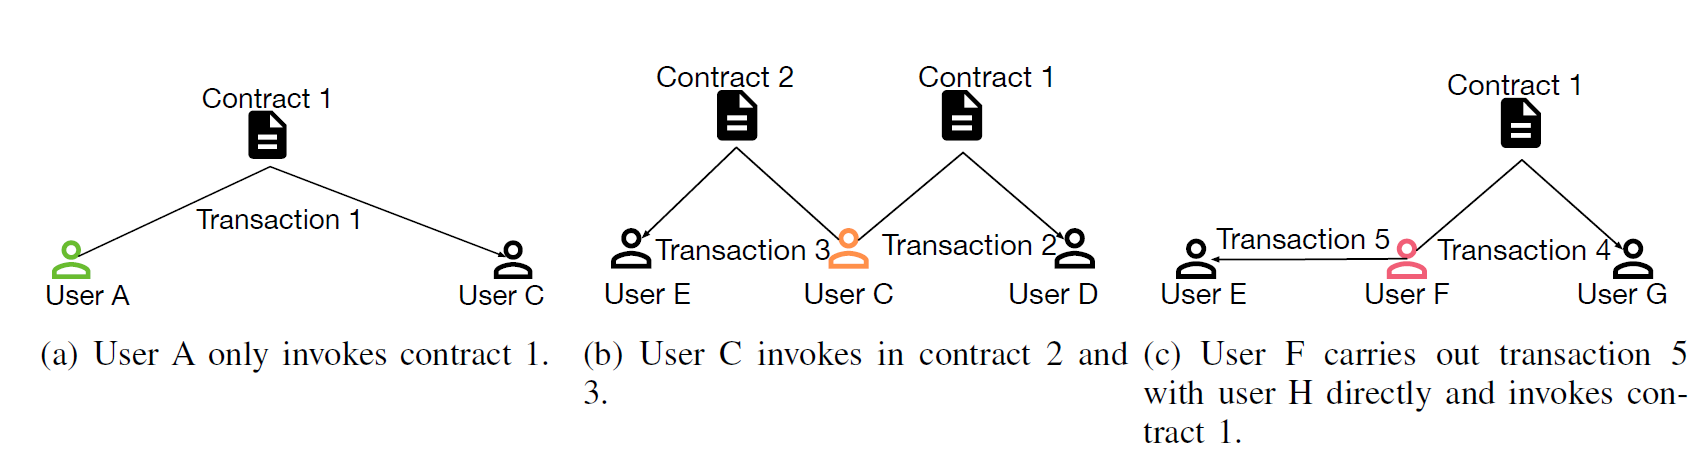 Contract 1
Transaction 1
User A
User C
(a) User A only invokes contract 1.
Contract 2
Contract 1
Transaction 3
Transaction 2
User E
User C
User D
(b) User C invokes in contract 2 and
3.
Contract 1
Transaction 5
Transaction 4
User E
User F
User G
(c) User F carries out transaction 5
with user H directly and invokes con-
tract 1.